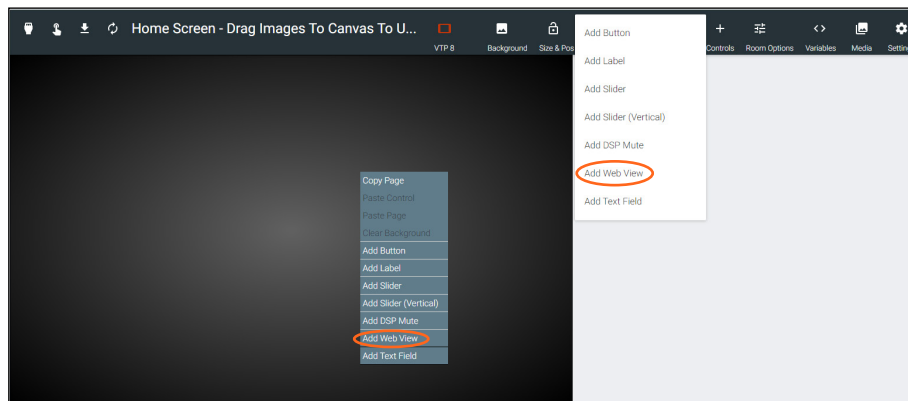 Home Screen - Drag Images To Canvas To U...
VTP 8
Background
Size & Pos
Controls
Room Options
Variables
Media
Settin
Add Button
Add Label
Add Slider
Add Slider (Vertical)
Add DSP Mute
Add Web View
Add Text Field
Copy Page
Paste Control
Paste Page
Clear Background
Add Button
Add Label
Add Slider
Add Slider (Vertical)
Add DSP Mute
Add Web View
Add Text Field